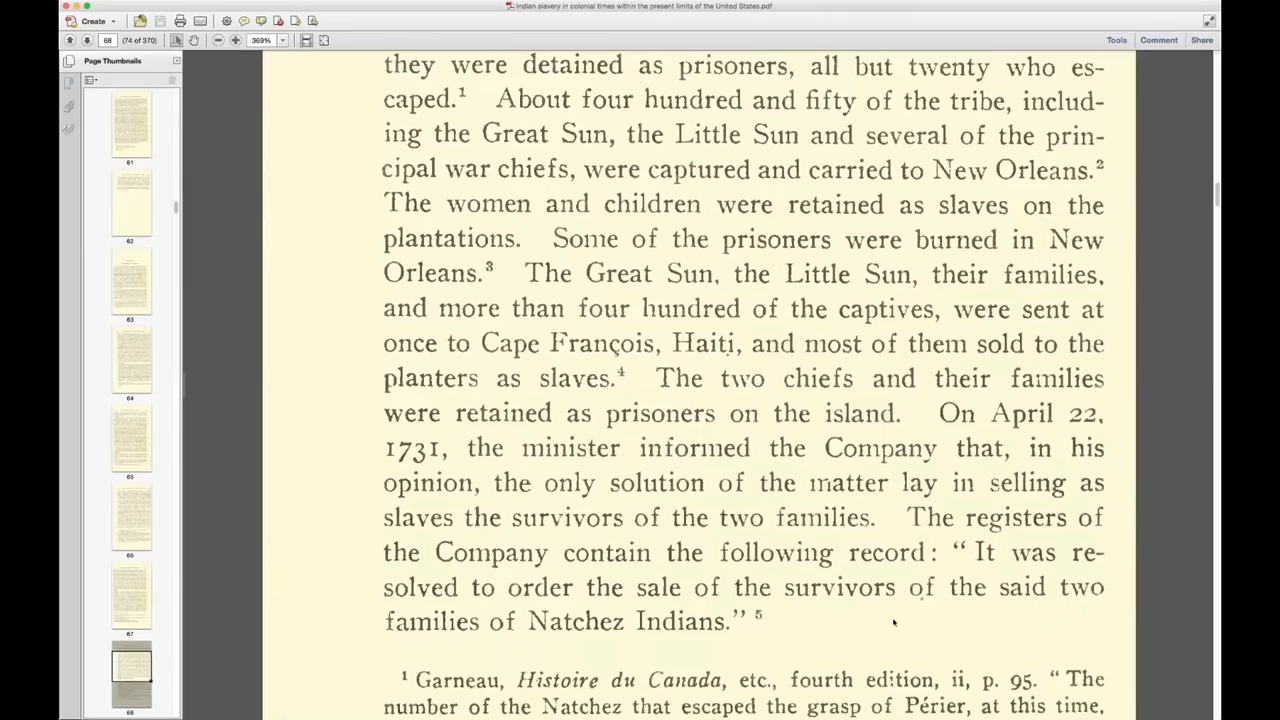 Indian slavery in colonial times within the present limits of the United States.pdf
Create
68 (74 of 370) 369% Tools Comment Share
Page Thumbnails
61
62
63
64
65
66
67
68
they were detained as prisoners, all but twenty who es-
caped.¹ About four hundred and fifty of the tribe, includ-
ing the Great Sun, the Little Sun and several of the prin-
cipal war chiefs, were captured and carried to New Orleans.²
The women and children were retained as slaves on the
plantations. Some of the prisoners were burned in New
Orleans.³ The Great Sun, the Little Sun, their families,
and more than four hundred of the captives, were sent at
once to Cape François, Haiti, and most of them sold to the
planters as slaves.⁴ The two chiefs and their families
were retained as prisoners on the island. On April 22,
1731, the minister informed the Company that, in his
opinion, the only solution of the matter lay in selling as
slaves the survivors of the two families. The registers of
the Company contain the following record: “ It was re-
solved to order the sale of the survivors of the said two
families of Natchez Indians.” ⁵
¹ Garneau, Histoire du Canada, etc., fourth edition, ii, p. 95. “ The
number of the Natchez that escaped the grasp of Périer, at this time,